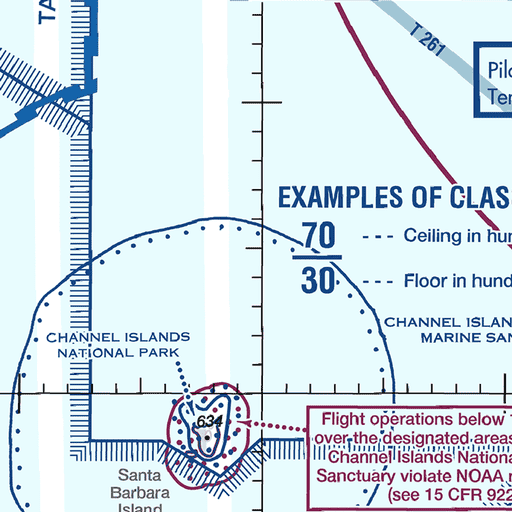 TA
T 261
Pil
Ter
EXAMPLES OF CLAS
70
--- Ceiling in hun
30
--- Floor in hund
CHANNEL ISLANDS
NATIONAL PARK
CHANNEL ISLAN
MARINE SAN
634
Flight operations below
over the designated areas
Channel Islands Nationa
Sanctuary violate NOAA r
(see 15 CFR 922
Santa
Barbara
Island